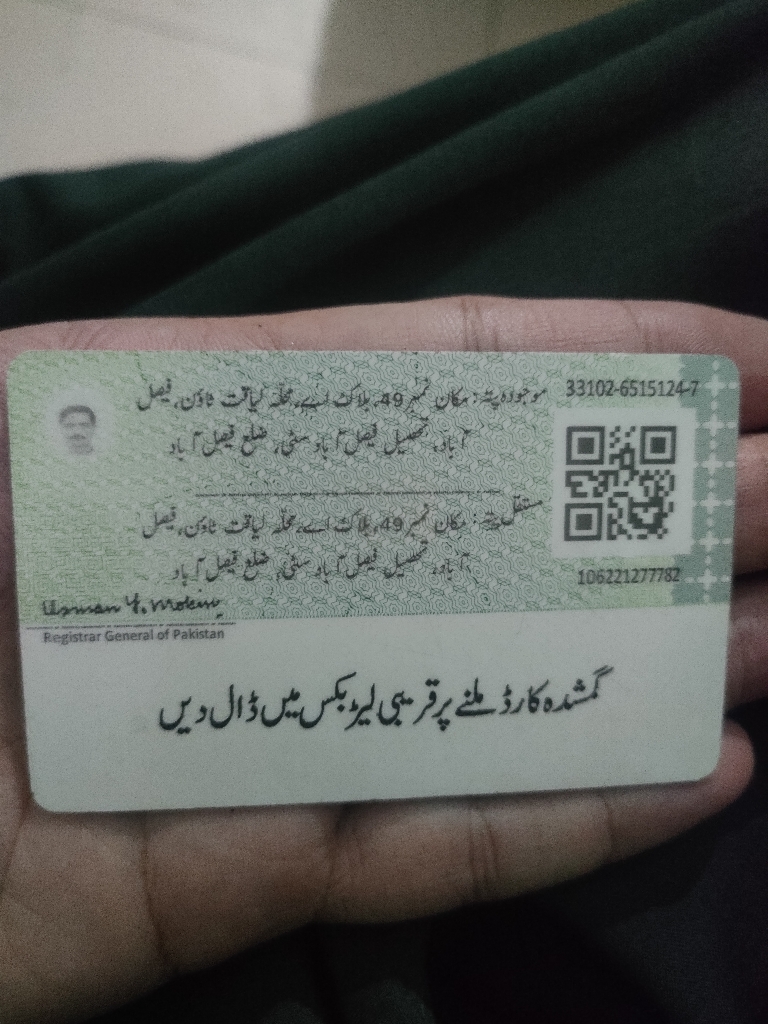 موجودہ پتہ: مکان نمبر 49، بلاک اے، محلہ لیاقت ٹاؤن، فیصل
آباد، تحصیل فیصل آباد سٹی، ضلع فیصل آباد
33102-6515124-7
مستقل پتہ: مکان نمبر 49، بلاک اے، محلہ لیاقت ٹاؤن، فیصل
آباد، تحصیل فیصل آباد سٹی، ضلع فیصل آباد
106221277782
Usman Y. Mobin
Registrar General of Pakistan
گمشدہ کارڈ ملنے پر قریبی لیٹر بکس میں ڈال دیں